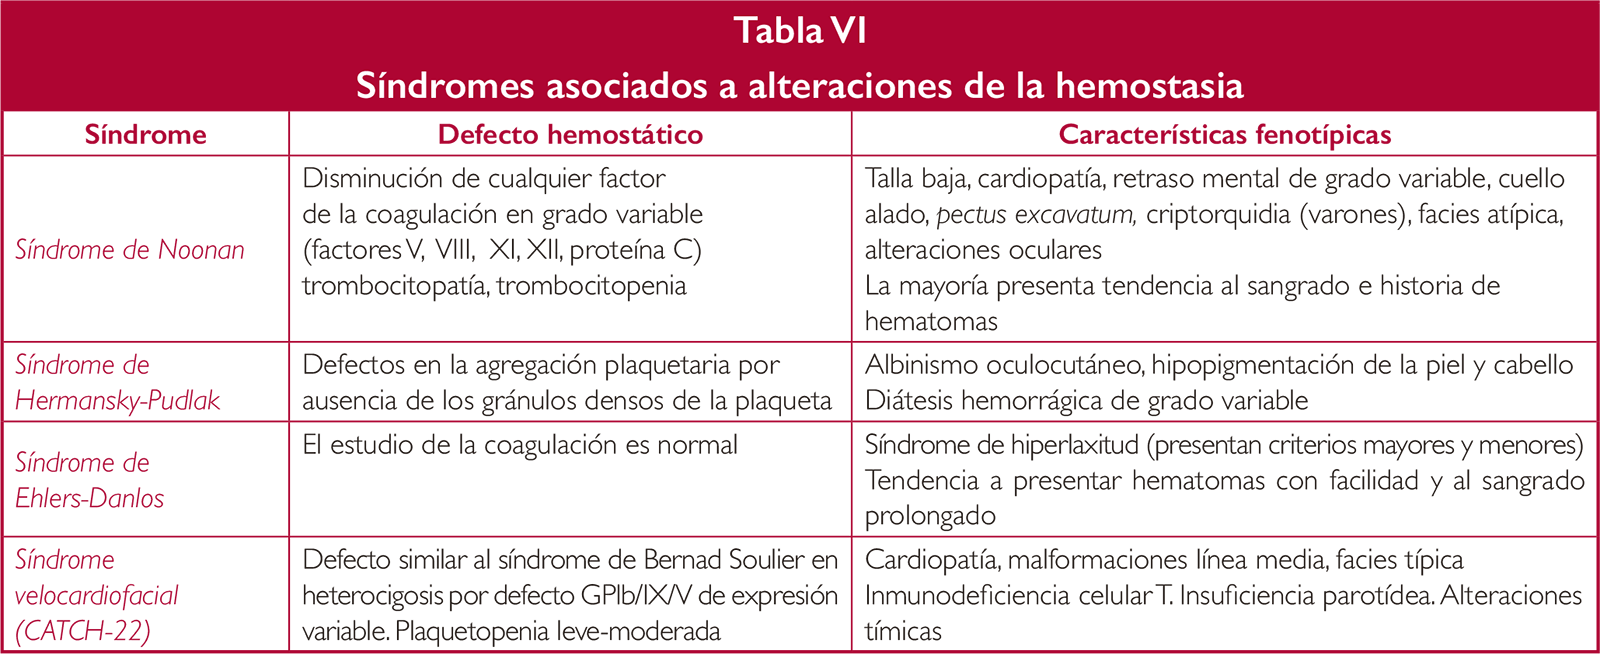 Tabla VI
Síndromes asociados a alteraciones de la hemostasia
Síndrome
Defecto hemostático
Características fenotípicas
Síndrome de Noonan
Disminución de cualquier factor
de la coagulación en grado variable
(factores V, VIII, XI, XII, proteína C)
trombocitopatía, trombocitopenia
Talla baja, cardiopatía, retraso mental de grado variable, cuello
alado, pectus excavatum, criptorquidia (varones), facies atípica,
alteraciones oculares
La mayoría presenta tendencia al sangrado e historia de
hematomas
Síndrome de
Hermansky-Pudlak
Defectos en la agregación plaquetaria por
ausencia de los gránulos densos de la plaqueta
Albinismo oculocutáneo, hipopigmentación de la piel y cabello
Diátesis hemorrágica de grado variable
Síndrome de
Ehlers-Danlos
El estudio de la coagulación es normal
Síndrome de hiperlaxitud (presentan criterios mayores y menores)
Tendencia a presentar hematomas con facilidad y al sangrado
prolongado
Síndrome
velocardiofacial
(CATCH-22)
Defecto similar al síndrome de Bernad Soulier en
heterocigosis por defecto GPIb/IX/V de expresión
variable. Plaquetopenia leve-moderada
Cardiopatía, malformaciones línea media, facies típica
Inmunodeficiencia celular T. Insuficiencia parotídea. Alteraciones
tímicas